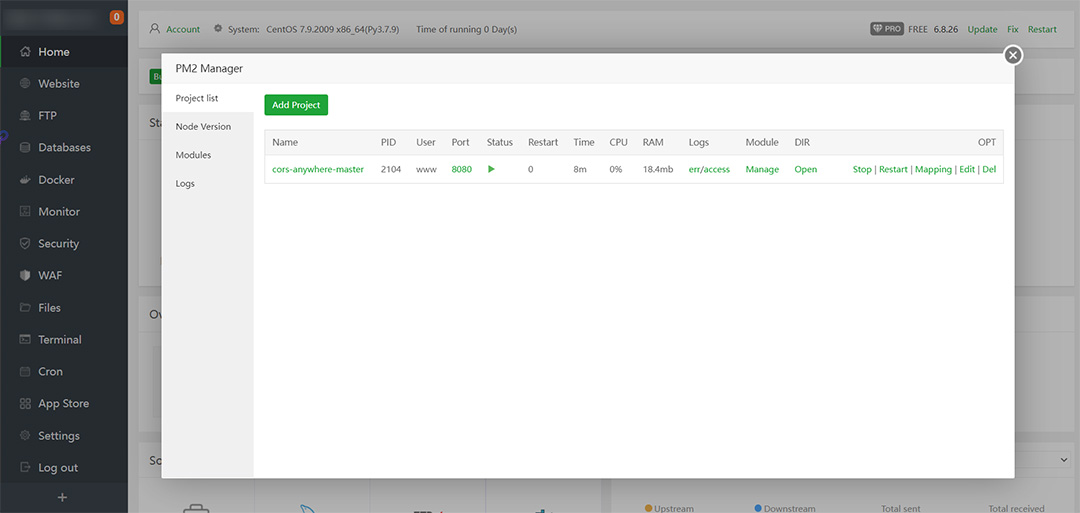 0
Home
Website
FTP
Databases
Docker
Monitor
Security
WAF
Files
Terminal
Cron
App Store
Settings
Log out
+
Account System: CentOS 7.9.2009 x86_64(Py3.7.9) Time of running 0 Day(s) PRO FREE 6.8.26 Update Fix Restart
PM2 Manager
Project list
Node Version
Modules
Logs
Add Project
Name PID User Port Status Restart Time CPU RAM Logs Module DIR OPT
cors-anywhere-master 2104 www 8080 0 8m 0% 18.4mb err/access Manage Open Stop | Restart | Mapping | Edit | Del
Upstream Downstream Total sent Total received